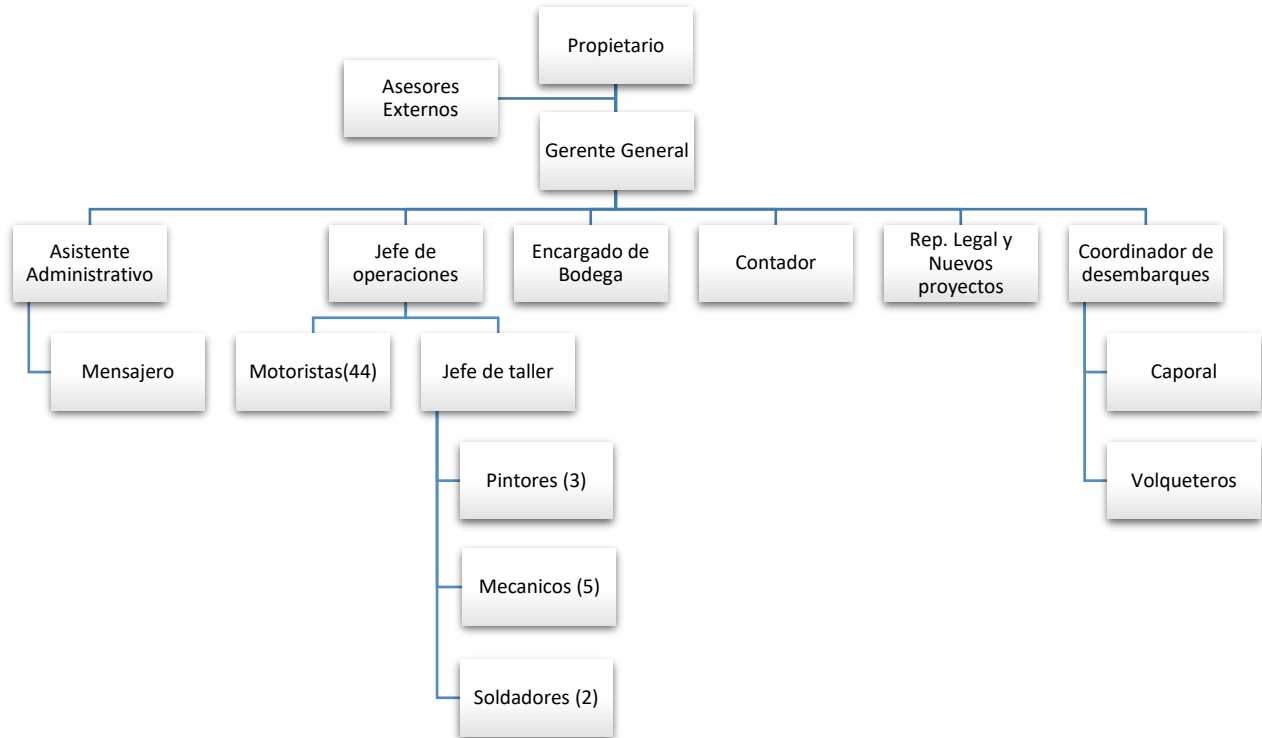 Propietario
Asesores
Externos
Gerente General
Asistente
Administrativo
Jefe de
operaciones
Encargado de
Bodega
Contador
Rep. Legal y
Nuevos
proyectos
Coordinador de
desembarques
Mensajero
Motoristas(44)
Jefe de taller
Caporal
Pintores (3)
Volqueteros
Mecanicos (5)
Soldadores (2)